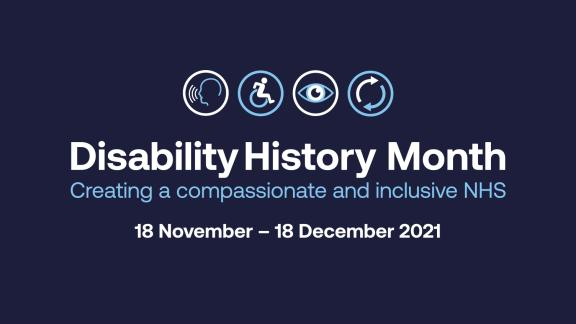 Disability History Month
Creating a compassionate and inclusive NHS
18 November – 18 December 2021